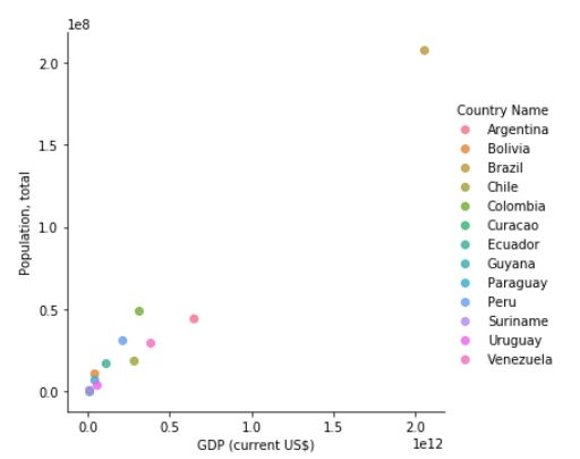 1e8
2.0
1.5
1.0
0.5
0.0
Population, total
0.0
0.5
1.0
1.5
2.0
1e12
GDP (current US$)
Country Name
Argentina
Bolivia
Brazil
Chile
Colombia
Curacao
Ecuador
Guyana
Paraguay
Peru
Suriname
Uruguay
Venezuela